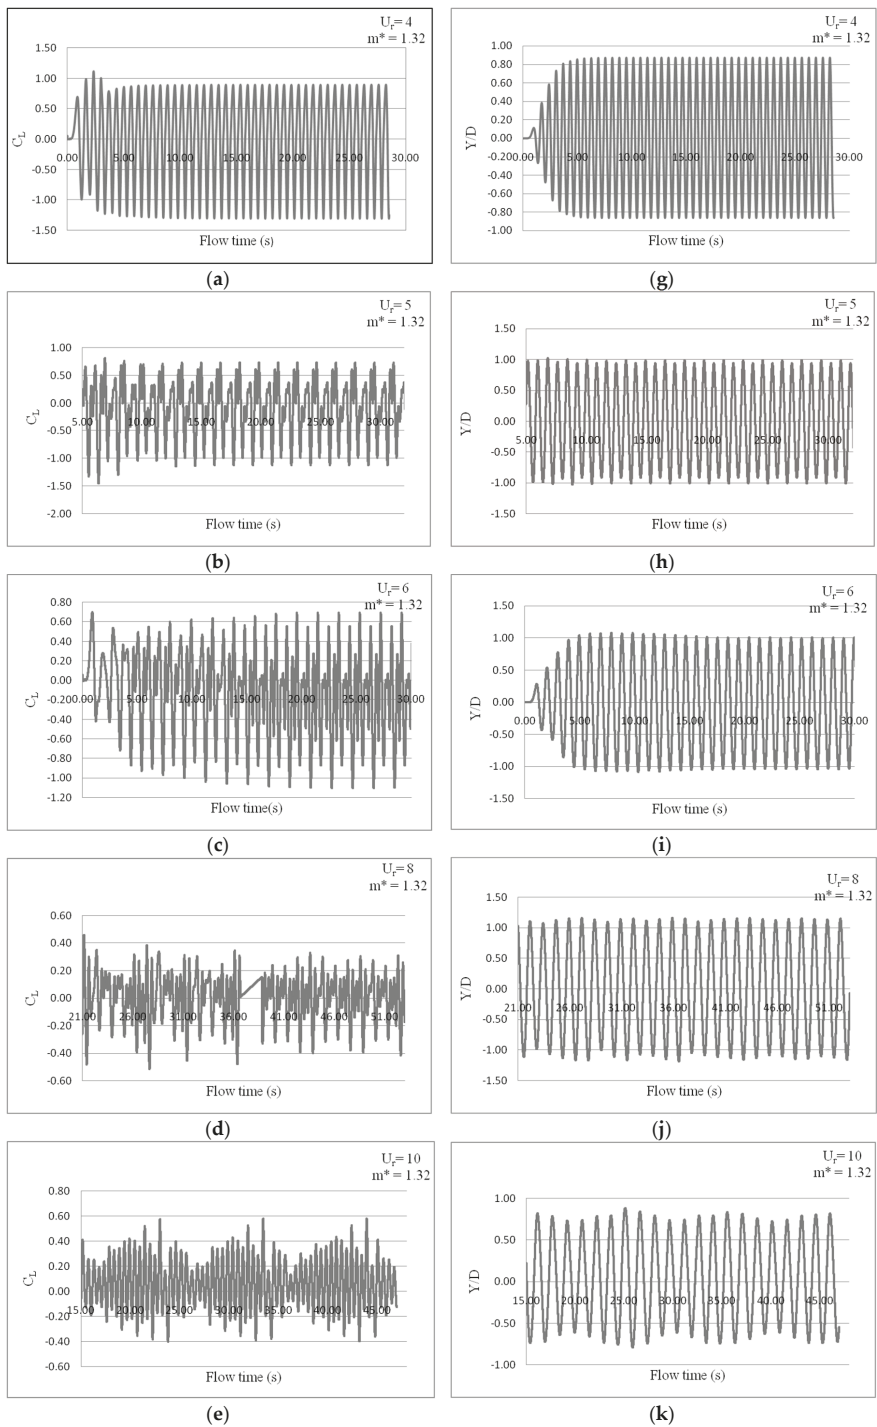 Uᵣ= 4
m* = 1.32
1.50
1.00
0.50
0.00
-0.50
-1.00
-1.50
C_L
0.00 5.00 10.00 15.00 20.00 25.00 30.00
Flow time (s)
(a)
Uᵣ= 4
m* = 1.32
1.00
0.80
0.60
0.40
0.20
0.00
-0.20
-0.40
-0.60
-0.80
-1.00
Y/D
0.00 5.00 10.00 15.00 20.00 25.00 30.00
Flow time (s)
(g)
Uᵣ= 5
m* = 1.32
1.00
0.50
0.00
-0.50
-1.00
-1.50
-2.00
C_L
5.00 10.00 15.00 20.00 25.00 30.00
Flow time (s)
(b)
Uᵣ= 5
m* = 1.32
1.50
1.00
0.50
0.00
-0.50
-1.00
-1.50
Y/D
5.00 10.00 15.00 20.00 25.00 30.00
Flow time (s)
(h)
Uᵣ= 6
m* = 1.32
0.80
0.60
0.40
0.20
0.00
-0.20
-0.40
-0.60
-0.80
-1.00
-1.20
C_L
0.00 5.00 10.00 15.00 20.00 25.00 30.00
Flow time(s)
(c)
Uᵣ= 6
m* = 1.32
1.50
1.00
0.50
0.00
-0.50
-1.00
-1.50
Y/D
0.00 5.00 10.00 15.00 20.00 25.00 30.00
Flow time (s)
(i)
Uᵣ= 8
m* = 1.32
0.60
0.40
0.20
0.00
-0.20
-0.40
-0.60
C_L
21.00 26.00 31.00 36.00 41.00 46.00 51.00
Flow time (s)
(d)
Uᵣ= 8
m* = 1.32
1.50
1.00
0.50
0.00
-0.50
-1.00
-1.50
Y/D
21.00 26.00 31.00 36.00 41.00 46.00 51.00
Flow time (s)
(j)
Uᵣ= 10
m* = 1.32
0.80
0.60
0.40
0.20
0.00
-0.20
-0.40
-0.60
C_L
15.00 20.00 25.00 30.00 35.00 40.00 45.00
Flow time (s)
(e)
Uᵣ= 10
m* = 1.32
1.00
0.50
0.00
-0.50
-1.00
Y/D
15.00 20.00 25.00 30.00 35.00 40.00 45.00
Flow time (s)
(k)